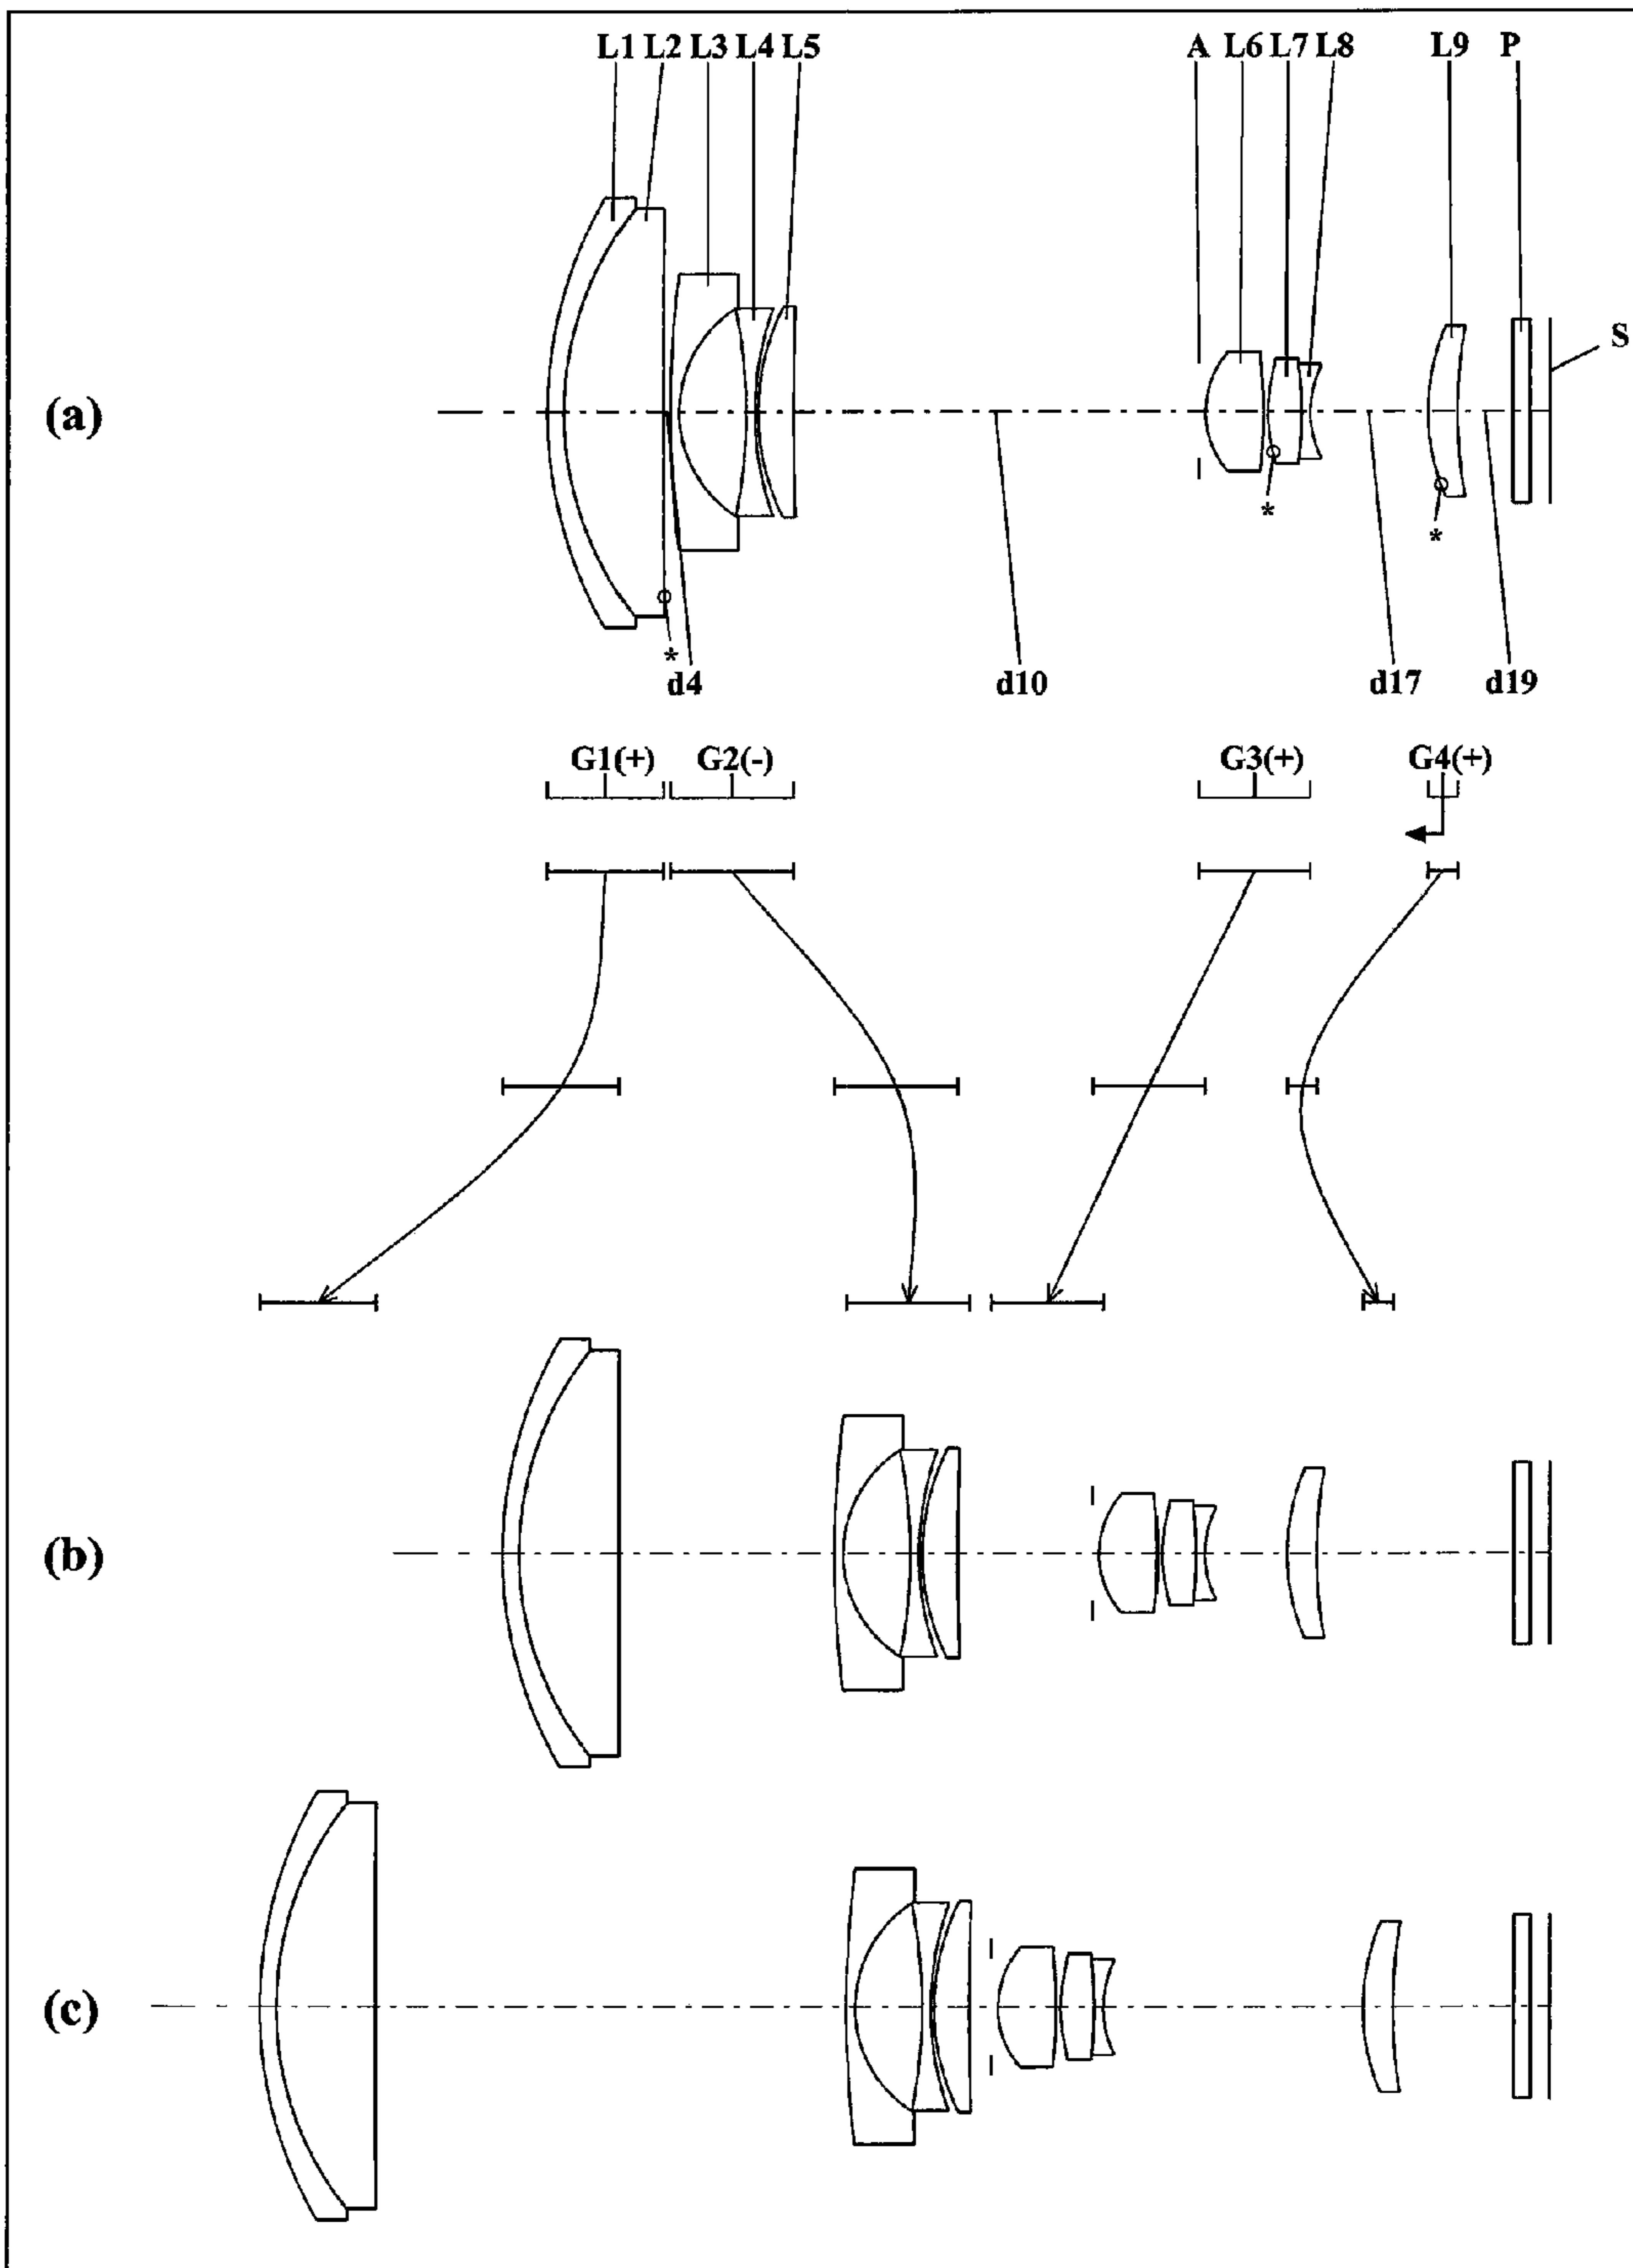 L1 L2 L3 L4 L5 A L6 L7 L8 L9 P
S
(a)
* *
*
d4 d10 d17 d19
G1(+) G2(-) G3(+) G4(+)
(b)
(c)